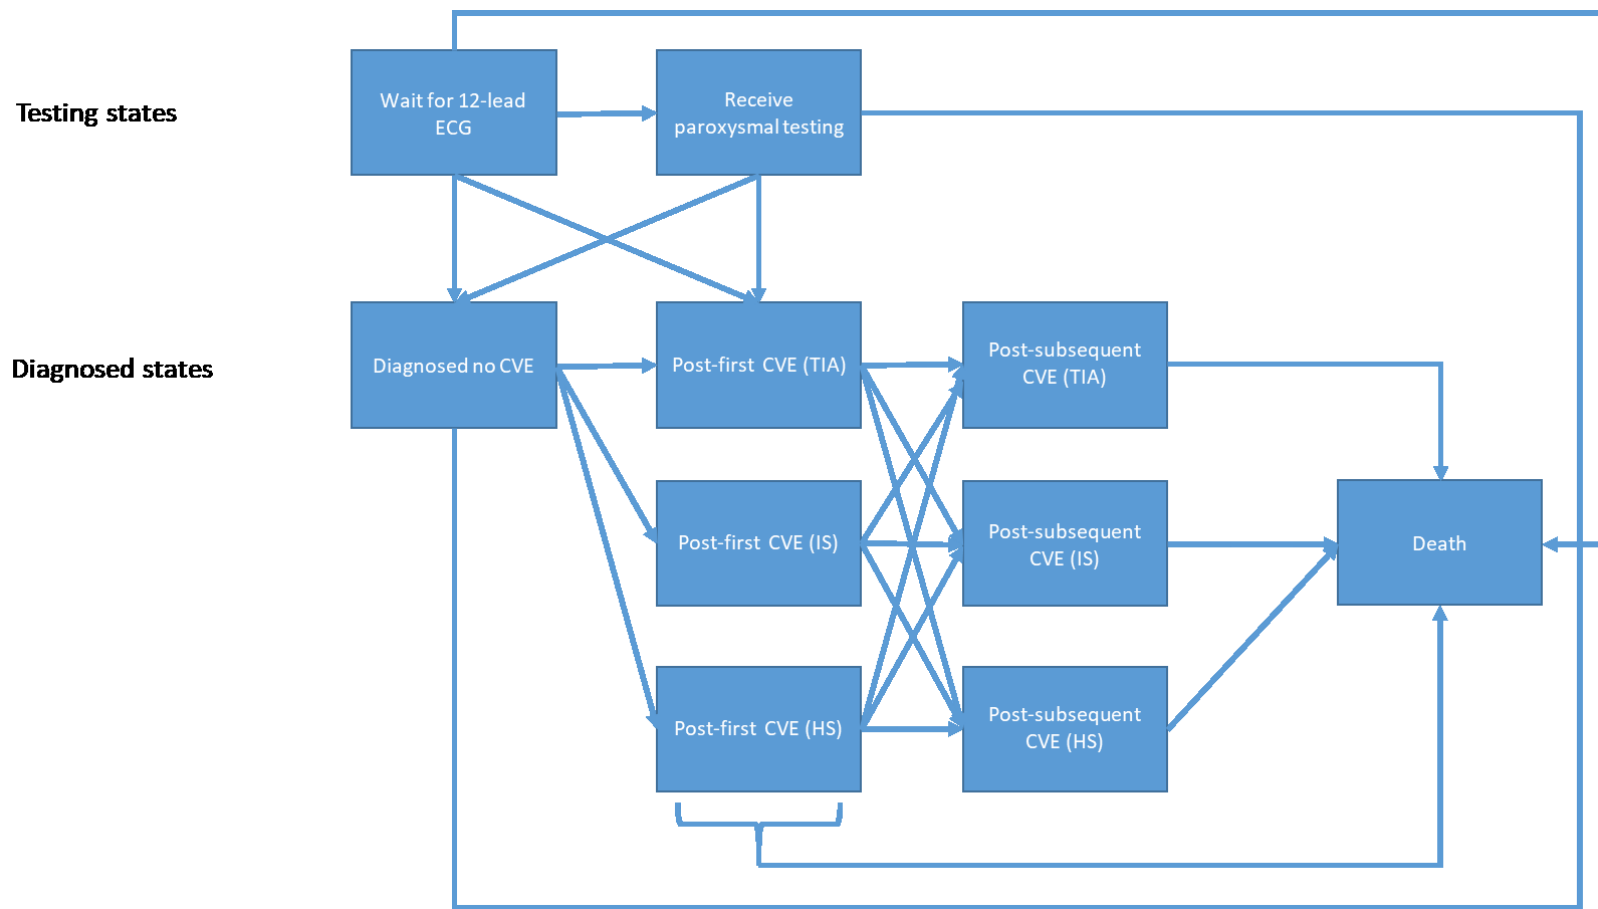 Testing states
Wait for 12-lead
ECG
Receive
paroxysmal testing
Diagnosed states
Diagnosed no CVE
Post-first CVE (TIA)
Post-subsequent
CVE (TIA)
Post-first CVE (IS)
Post-subsequent
CVE (IS)
Death
Post-first CVE (HS)
Post-subsequent
CVE (HS)